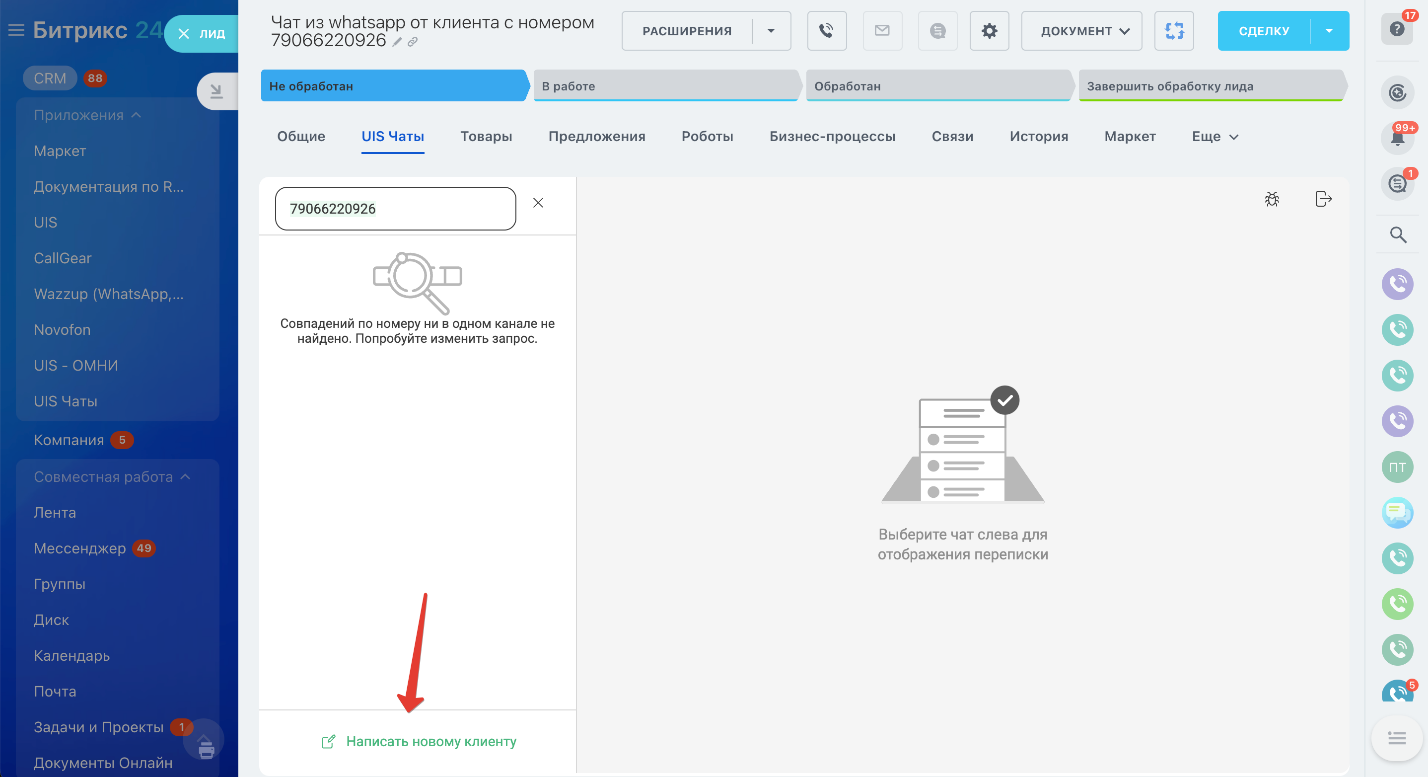 Битрикс 24
ЛИД
CRM 88
Приложения
Маркет
Документация по R...
UIS
CallGear
Wazzup (WhatsApp,...
Novofon
UIS - ОМНИ
UIS Чаты
Компания 5
Совместная работа
Лента
Мессенджер 49
Группы
Диск
Календарь
Почта
Задачи и Проекты 1
Документы Онлайн
Чат из whatsapp от клиента с номером
79066220926
РАСШИРЕНИЯ
ДОКУМЕНТ
СДЕЛКУ
Не обработан
В работе
Обработан
Завершить обработку лида
Общие
UIS Чаты
Товары
Предложения
Роботы
Бизнес-процессы
Связи
История
Маркет
Еще
79066220926
Совпадений по номеру ни в одном канале не
найдено. Попробуйте изменить запрос.
Написать новому клиенту
Выберите чат слева для
отображения переписки
?
17
99+
1
ПТ
5